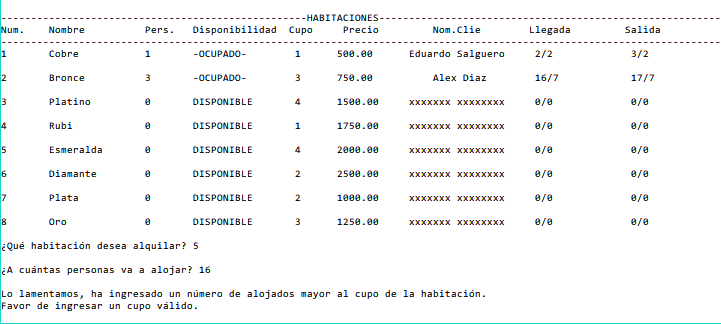 --------------------------------------------------HABITACIONES--------------------------------------------------------
Num. Nombre Pers. Disponibilidad Cupo Precio Nom.Clie Llegada Salida
------------------------------------------------------------------------------------------------------------------------
1 Cobre 1 -OCUPADO- 1 500.00 Eduardo Salguero 2/2 3/2
2 Bronce 3 -OCUPADO- 3 750.00 Alex Diaz 16/7 17/7
3 Platino 0 DISPONIBLE 4 1500.00 xxxxxxx xxxxxxxx 0/0 0/0
4 Rubi 0 DISPONIBLE 1 1750.00 xxxxxxx xxxxxxxx 0/0 0/0
5 Esmeralda 0 DISPONIBLE 4 2000.00 xxxxxxx xxxxxxxx 0/0 0/0
6 Diamante 0 DISPONIBLE 2 2500.00 xxxxxxx xxxxxxxx 0/0 0/0
7 Plata 0 DISPONIBLE 2 1000.00 xxxxxxx xxxxxxxx 0/0 0/0
8 Oro 0 DISPONIBLE 3 1250.00 xxxxxxx xxxxxxxx 0/0 0/0
¿Qué habitación desea alquilar? 5
¿A cuántas personas va a alojar? 16
Lo lamentamos, ha ingresado un número de alojados mayor al cupo de la habitación.
Favor de ingresar un cupo válido.